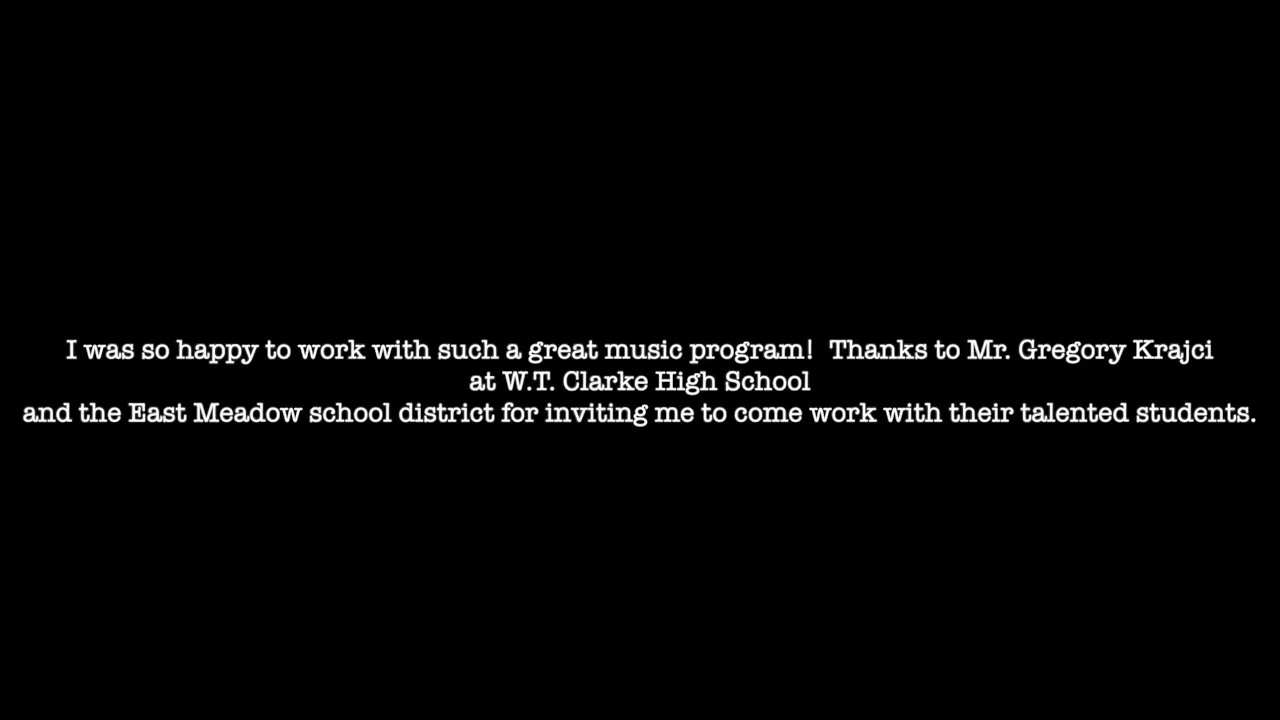 I was so happy to work with such a great music program!  Thanks to Mr. Gregory Krajci
at W.T. Clarke High School
and the East Meadow school district for inviting me to come work with their talented students.